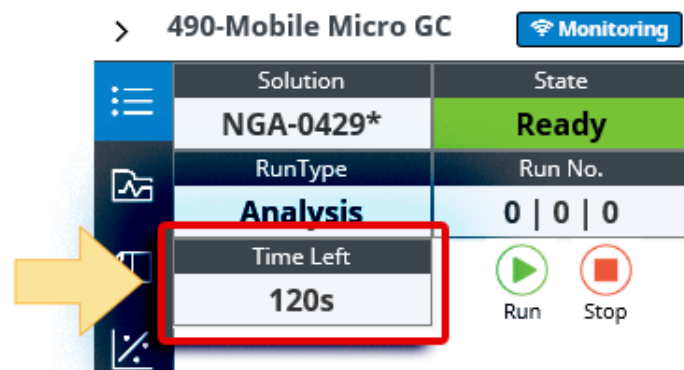 490-Mobile Micro GC
Monitoring
Solution
State
NGA-0429*
Ready
RunType
Run No.
Analysis
0 | 0 | 0
Time Left
120s
Run
Stop